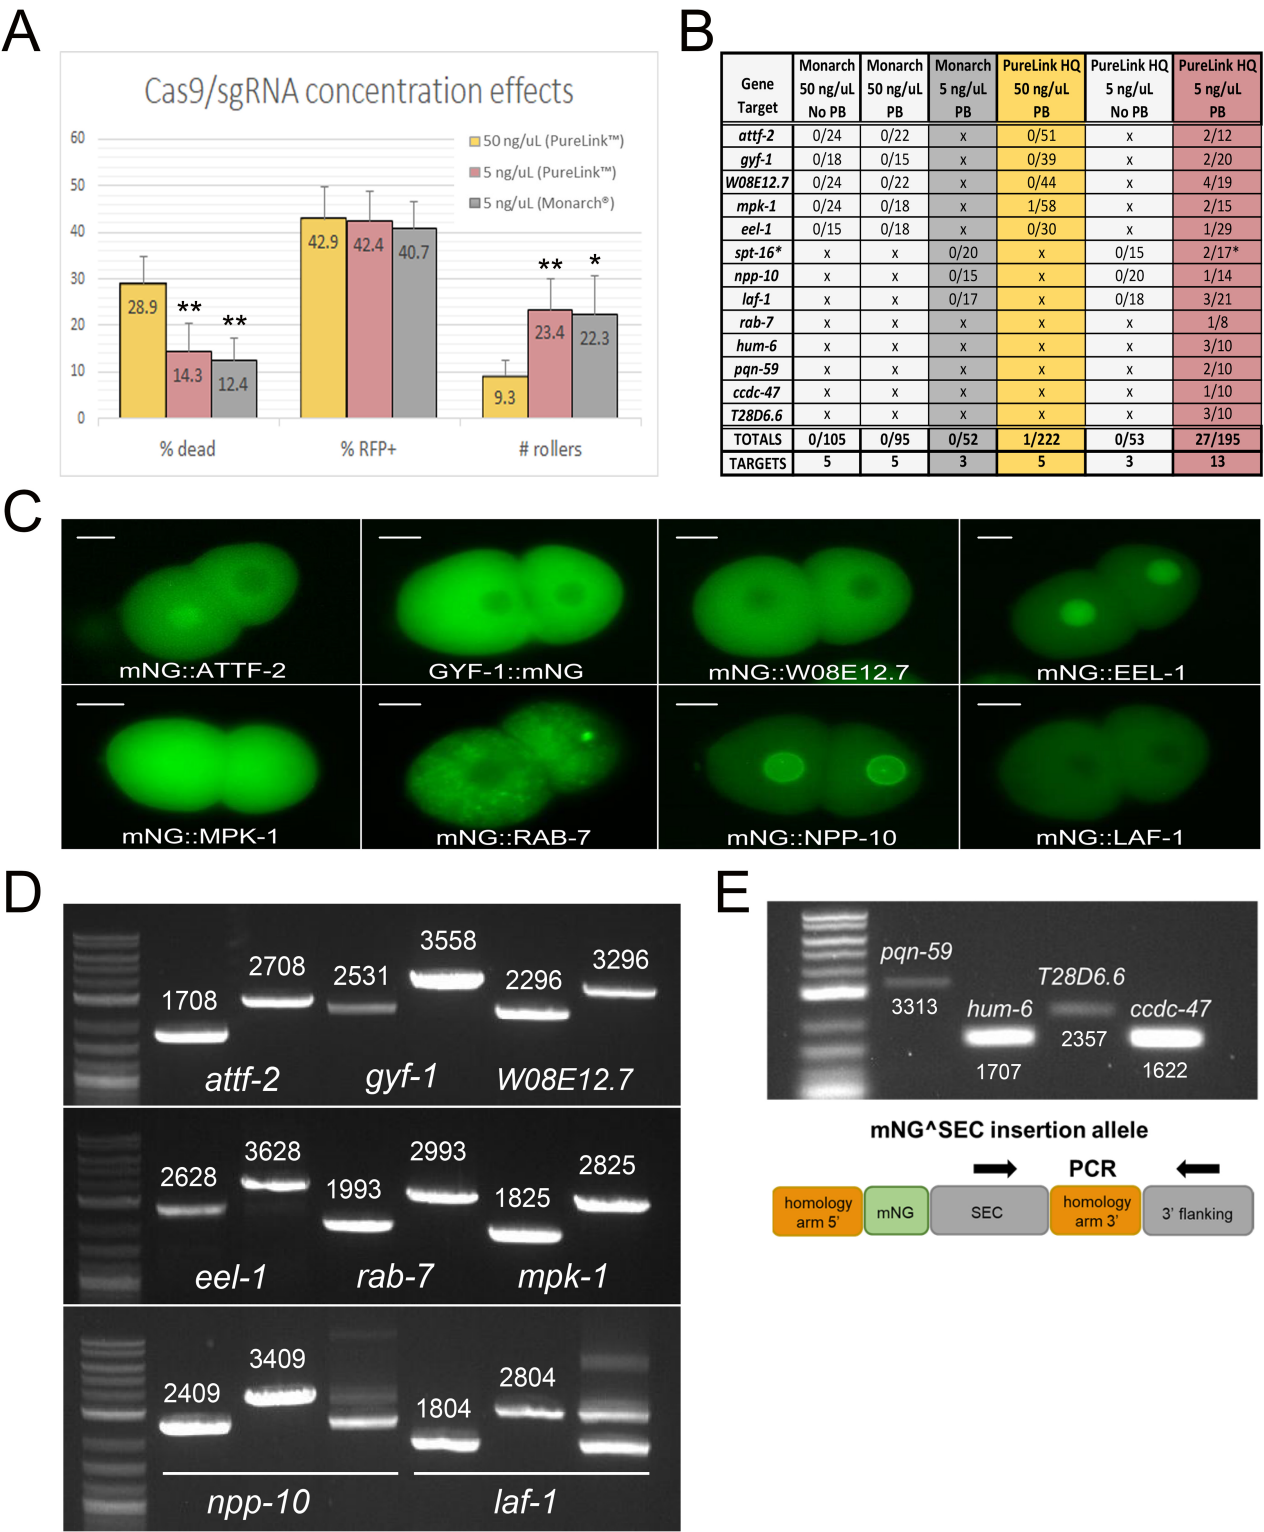 A
Cas9/sgRNA concentration effects
60
50
40
30
20
10
0
50 ng/uL (PureLink™)
5 ng/uL (PureLink™)
5 ng/uL (Monarch®)
28.9
**
14.3
**
12.4
42.9
42.4
40.7
9.3
**
23.4
*
22.3
% dead
% RFP+
# rollers
B
Gene Target Monarch 50 ng/uL No PB Monarch 50 ng/uL PB Monarch 5 ng/uL PB PureLink HQ 50 ng/uL PB PureLink HQ 5 ng/uL No PB PureLink HQ 5 ng/uL PB
attf-2 0/24 0/22 x 0/51 x 2/12
gyf-1 0/18 0/15 x 0/39 x 2/20
W08E12.7 0/24 0/22 x 0/44 x 4/19
mpk-1 0/24 0/18 x 1/58 x 2/15
eel-1 0/15 0/18 x 0/30 x 1/29
spt-16* x x 0/20 x 0/15 2/17*
npp-10 x x 0/15 x 0/20 1/14
laf-1 x x 0/17 x 0/18 3/21
rab-7 x x x x x 1/8
hum-6 x x x x x 3/10
pqn-59 x x x x x 2/10
ccdc-47 x x x x x 1/10
T28D6.6 x x x x x 3/10
TOTALS 0/105 0/95 0/52 1/222 0/53 27/195
TARGETS 5 5 3 5 3 13
C
mNG::ATTF-2
GYF-1::mNG
mNG::W08E12.7
mNG::EEL-1
mNG::MPK-1
mNG::RAB-7
mNG::NPP-10
mNG::LAF-1
D
1708
2708
2531
3558
2296
3296
attf-2
gyf-1
W08E12.7
2628
3628
1993
2993
1825
2825
eel-1
rab-7
mpk-1
2409
3409
1804
2804
npp-10
laf-1
E
pqn-59
3313
hum-6
1707
T28D6.6
2357
ccdc-47
1622
mNG^SEC insertion allele
PCR
homology
arm 5'
mNG
SEC
homology
arm 3'
3' flanking